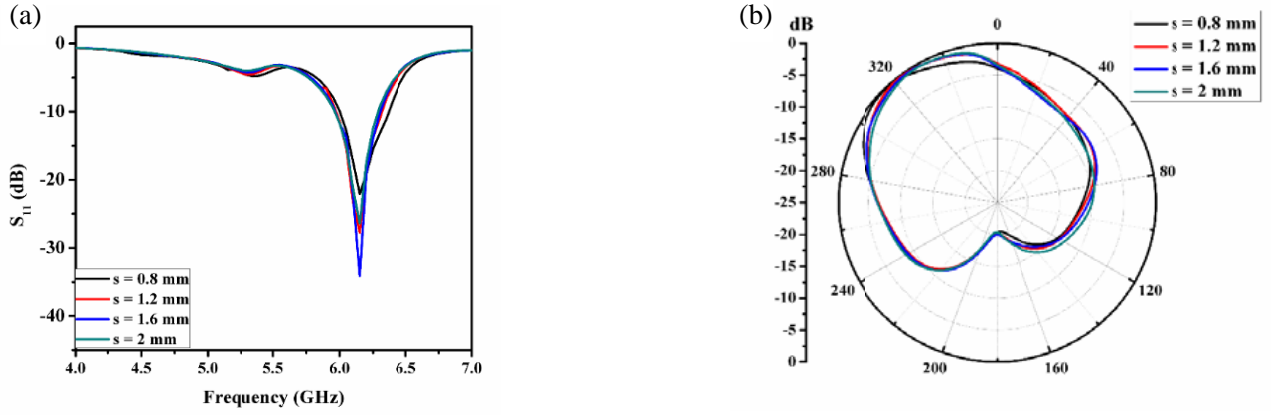 (a)
0
-10
-20
-30
-40
S11 (dB)
s = 0.8 mm
s = 1.2 mm
s = 1.6 mm
s = 2 mm
4.0
5.0
5.5
6.0
6.5
7.0
Frequency (GHz)
(b)
dB
0
-5
-10
-15
-20
-25
-20
-15
-10
-5
0
0
40
80
120
160
200
240
280
320
s = 0.8 mm
s = 1.2 mm
s = 1.6 mm
s = 2 mm